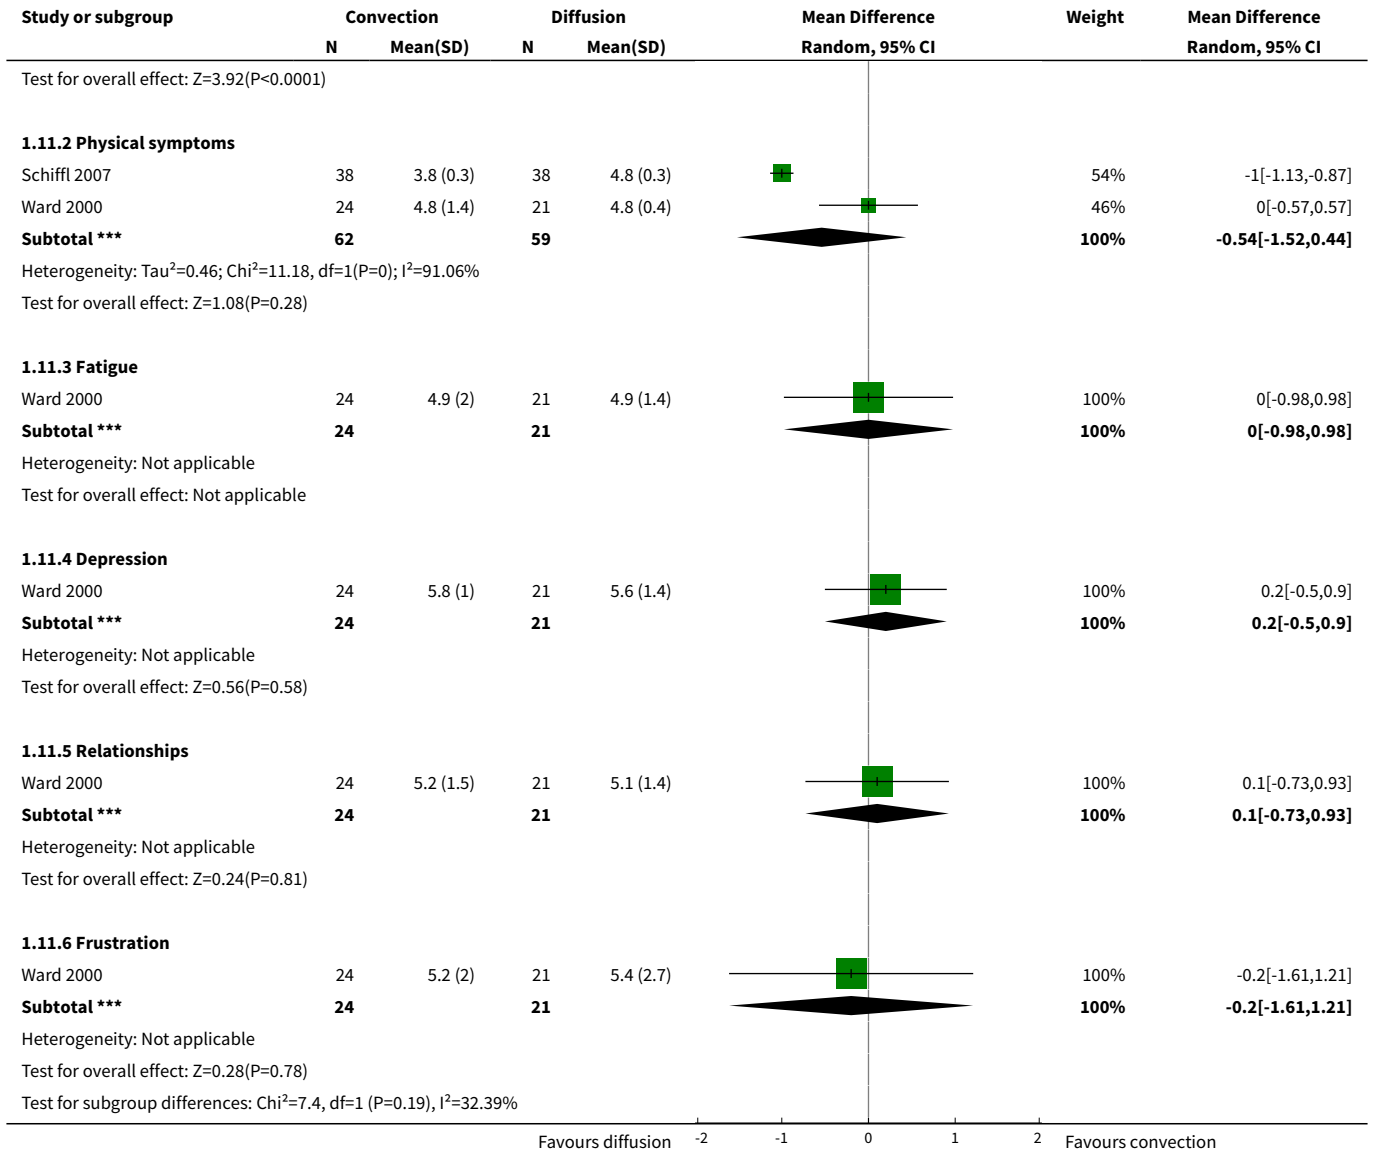 Study or subgroup Convection Diffusion Mean Difference Weight Mean Difference
N Mean(SD) N Mean(SD) Random, 95% CI Random, 95% CI
Test for overall effect: Z=3.92(P<0.0001)
1.11.2 Physical symptoms
Schiffl 2007 38 3.8 (0.3) 38 4.8 (0.3) 54% -1[-1.13,-0.87]
Ward 2000 24 4.8 (1.4) 21 4.8 (0.4) 46% 0[-0.57,0.57]
Subtotal *** 62 59 100% -0.54[-1.52,0.44]
Heterogeneity: Tau²=0.46; Chi²=11.18, df=1(P=0); I²=91.06%
Test for overall effect: Z=1.08(P=0.28)
1.11.3 Fatigue
Ward 2000 24 4.9 (2) 21 4.9 (1.4) 100% 0[-0.98,0.98]
Subtotal *** 24 21 100% 0[-0.98,0.98]
Heterogeneity: Not applicable
Test for overall effect: Not applicable
1.11.4 Depression
Ward 2000 24 5.8 (1) 21 5.6 (1.4) 100% 0.2[-0.5,0.9]
Subtotal *** 24 21 100% 0.2[-0.5,0.9]
Heterogeneity: Not applicable
Test for overall effect: Z=0.56(P=0.58)
1.11.5 Relationships
Ward 2000 24 5.2 (1.5) 21 5.1 (1.4) 100% 0.1[-0.73,0.93]
Subtotal *** 24 21 100% 0.1[-0.73,0.93]
Heterogeneity: Not applicable
Test for overall effect: Z=0.24(P=0.81)
1.11.6 Frustration
Ward 2000 24 5.2 (2) 21 5.4 (2.7) 100% -0.2[-1.61,1.21]
Subtotal *** 24 21 100% -0.2[-1.61,1.21]
Heterogeneity: Not applicable
Test for overall effect: Z=0.28(P=0.78)
Test for subgroup differences: Chi²=7.4, df=1 (P=0.19), I²=32.39%
Favours diffusion -2 -1 0 1 2 Favours convection